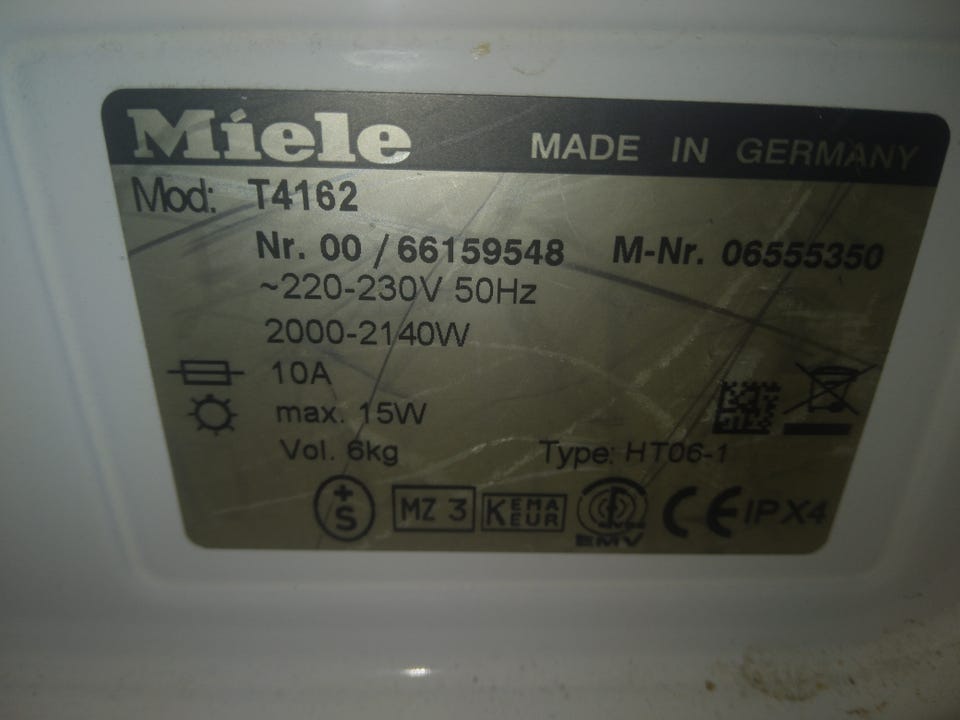 Miele MADE IN GERMANY
Mod: T4162
Nr. 00 / 66159548 M-Nr. 06555350
~220-230V 50Hz
2000-2140W
10A
max. 15W
Vol. 6kg Type: HT06-1
+S MZ 3 KEMA KEUR EMV CE IPX4